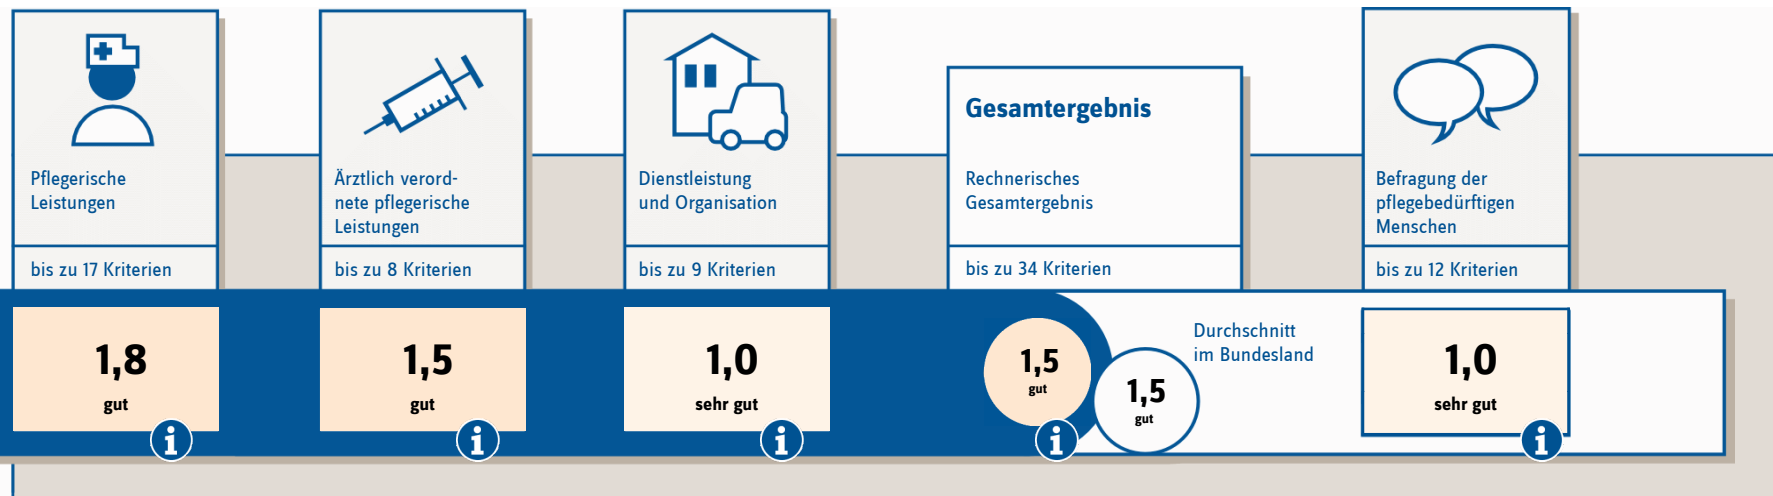 Pflegerische
Leistungen
bis zu 17 Kriterien
1,8
gut
i
Ärztlich verord-
nete pflegerische
Leistungen
bis zu 8 Kriterien
1,5
gut
i
Dienstleistung
und Organisation
bis zu 9 Kriterien
1,0
sehr gut
i
Gesamtergebnis
Rechnerisches
Gesamtergebnis
bis zu 34 Kriterien
1,5
gut
i
Durchschnitt
im Bundesland
1,5
gut
Befragung der
pflegebedürftigen
Menschen
bis zu 12 Kriterien
1,0
sehr gut
i